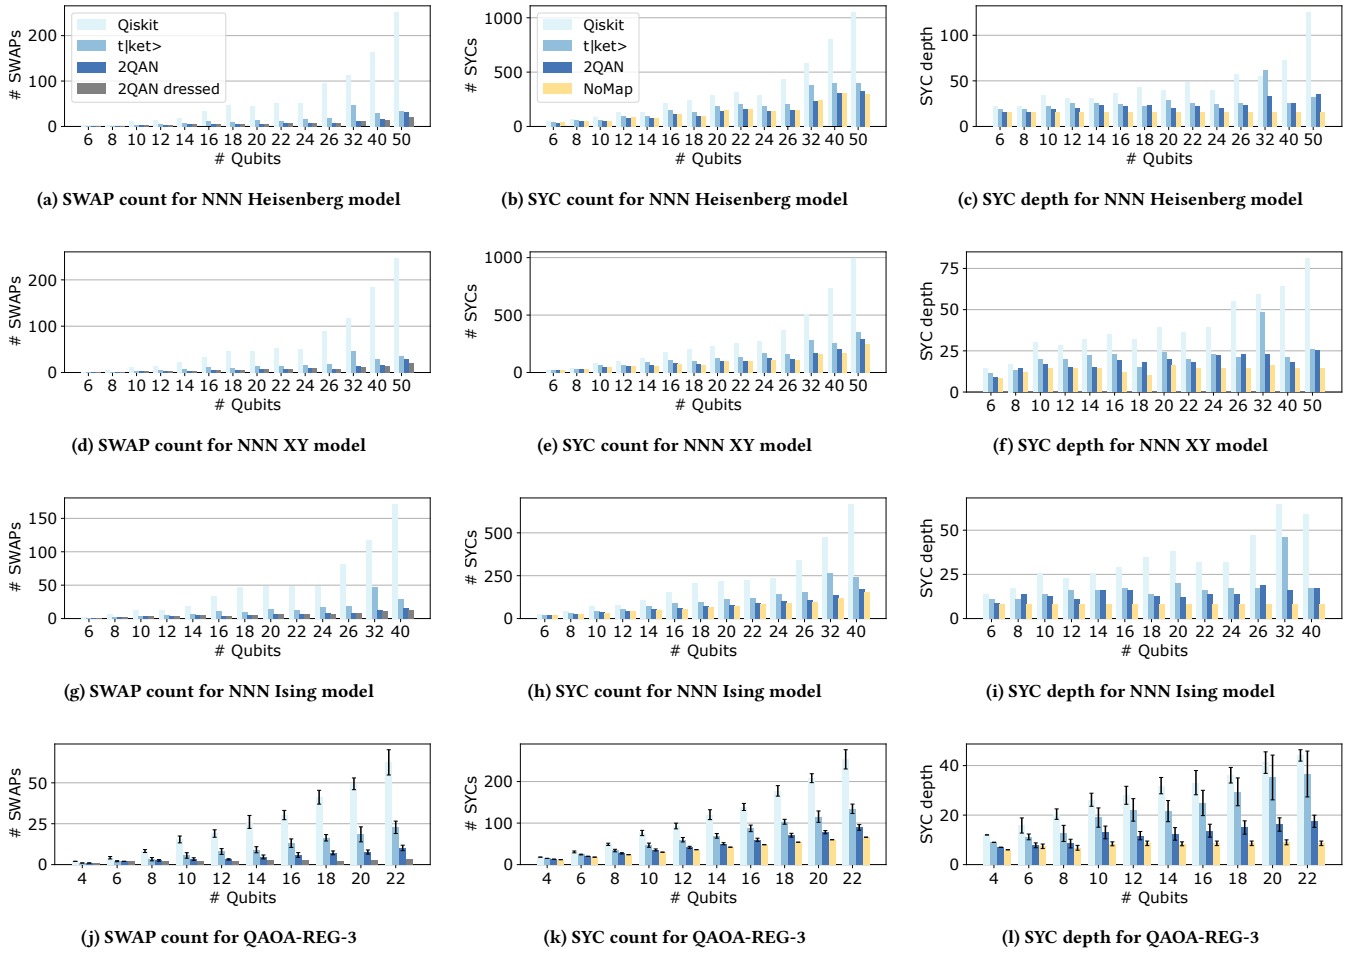 # SWAPs
200
100
0
Qiskit
t|ket>
2QAN
2QAN dressed
6 8 10 12 14 16 18 20 22 24 26 32 40 50
# Qubits
(a) SWAP count for NNN Heisenberg model
# SYCs
1000
500
0
Qiskit
t|ket>
2QAN
NoMap
6 8 10 12 14 16 18 20 22 24 26 32 40 50
# Qubits
(b) SYC count for NNN Heisenberg model
SYC depth
100
50
0
6 8 10 12 14 16 18 20 22 24 26 32 40 50
# Qubits
(c) SYC depth for NNN Heisenberg model
# SWAPs
200
100
0
6 8 10 12 14 16 18 20 22 24 26 32 40 50
# Qubits
(d) SWAP count for NNN XY model
# SYCs
1000
500
0
6 8 10 12 14 16 18 20 22 24 26 32 40 50
# Qubits
(e) SYC count for NNN XY model
SYC depth
75
50
25
0
6 8 10 12 14 16 18 20 22 24 26 32 40 50
# Qubits
(f) SYC depth for NNN XY model
# SWAPs
150
100
50
0
6 8 10 12 14 16 18 20 22 24 26 32 40
# Qubits
(g) SWAP count for NNN Ising model
# SYCs
500
250
0
6 8 10 12 14 16 18 20 22 24 26 32 40
# Qubits
(h) SYC count for NNN Ising model
SYC depth
50
25
0
6 8 10 12 14 16 18 20 22 24 26 32 40
# Qubits
(i) SYC depth for NNN Ising model
# SWAPs
50
25
0
4 6 8 10 12 14 16 18 20 22
# Qubits
(j) SWAP count for QAOA-REG-3
# SYCs
200
100
0
4 6 8 10 12 14 16 18 20 22
# Qubits
(k) SYC count for QAOA-REG-3
SYC depth
40
20
0
4 6 8 10 12 14 16 18 20 22
# Qubits
(l) SYC depth for QAOA-REG-3